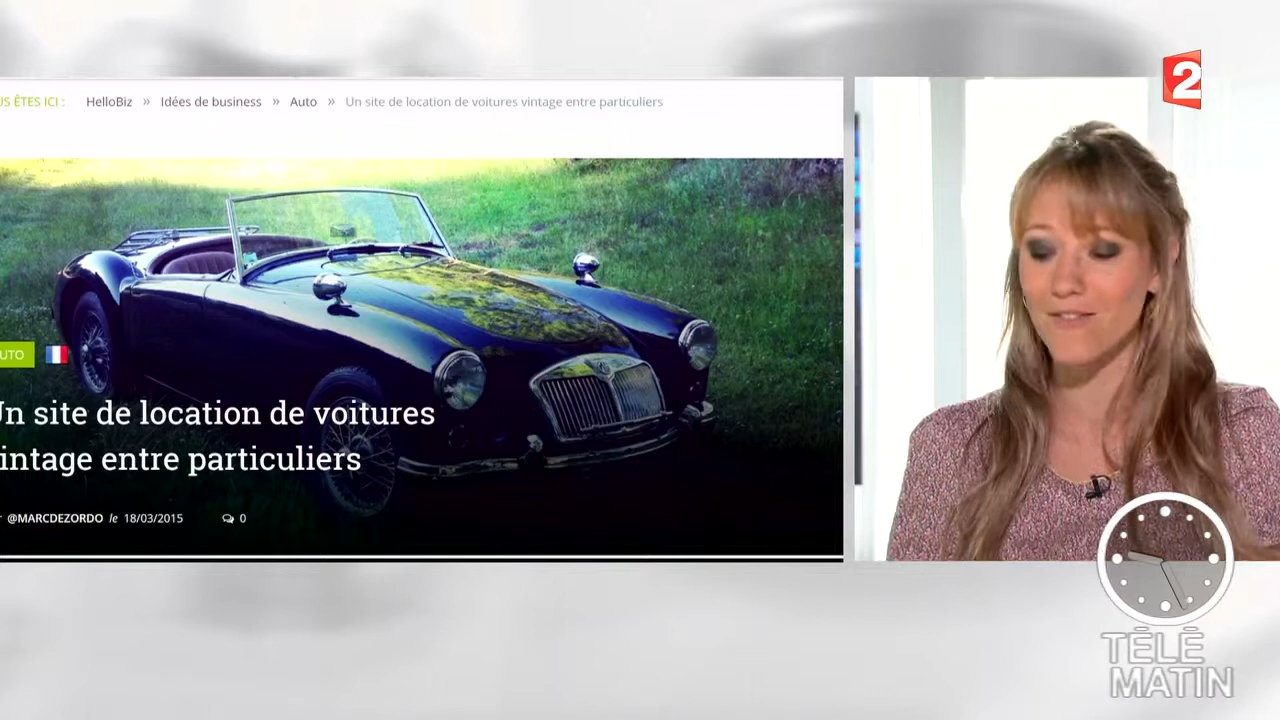 US ÊTES ICI : HelloBiz » Idées de business » Auto » Un site de location de voitures vintage entre particuliers
2
UTO
Un site de location de voitures
intage entre particuliers
@MARCDEZORDO le 18/03/2015 0
TÉLÉ
MATIN